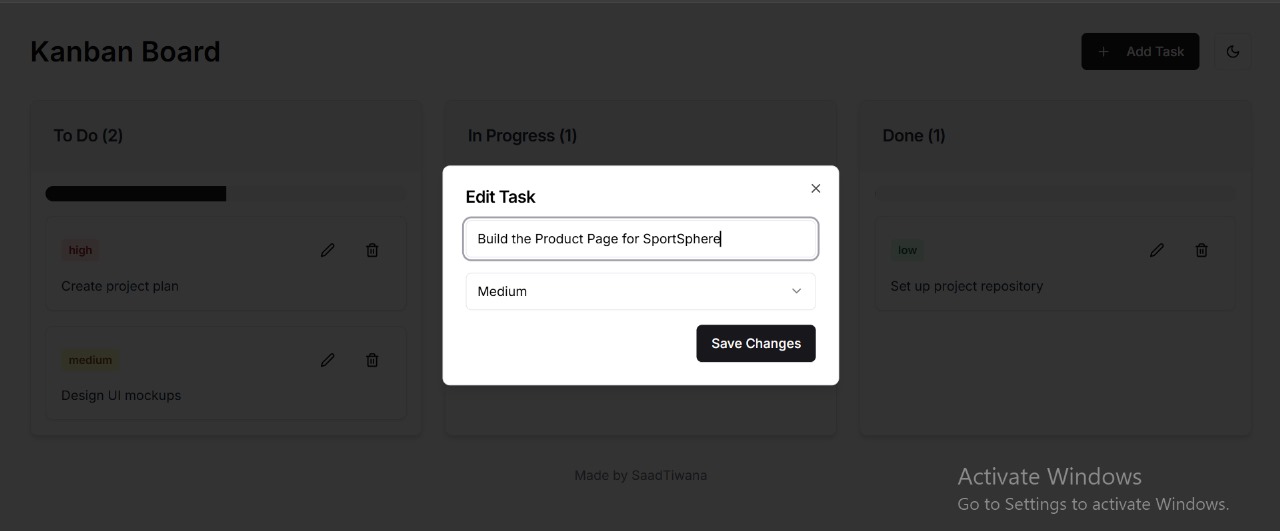 Kanban Board
Add Task
To Do (2)
In Progress (1)
Done (1)
high
Create project plan
medium
Design UI mockups
Edit Task
Build the Product Page for SportSphere
Medium
Save Changes
low
Set up project repository
Made by SaadTiwana
Activate Windows
Go to Settings to activate Windows.